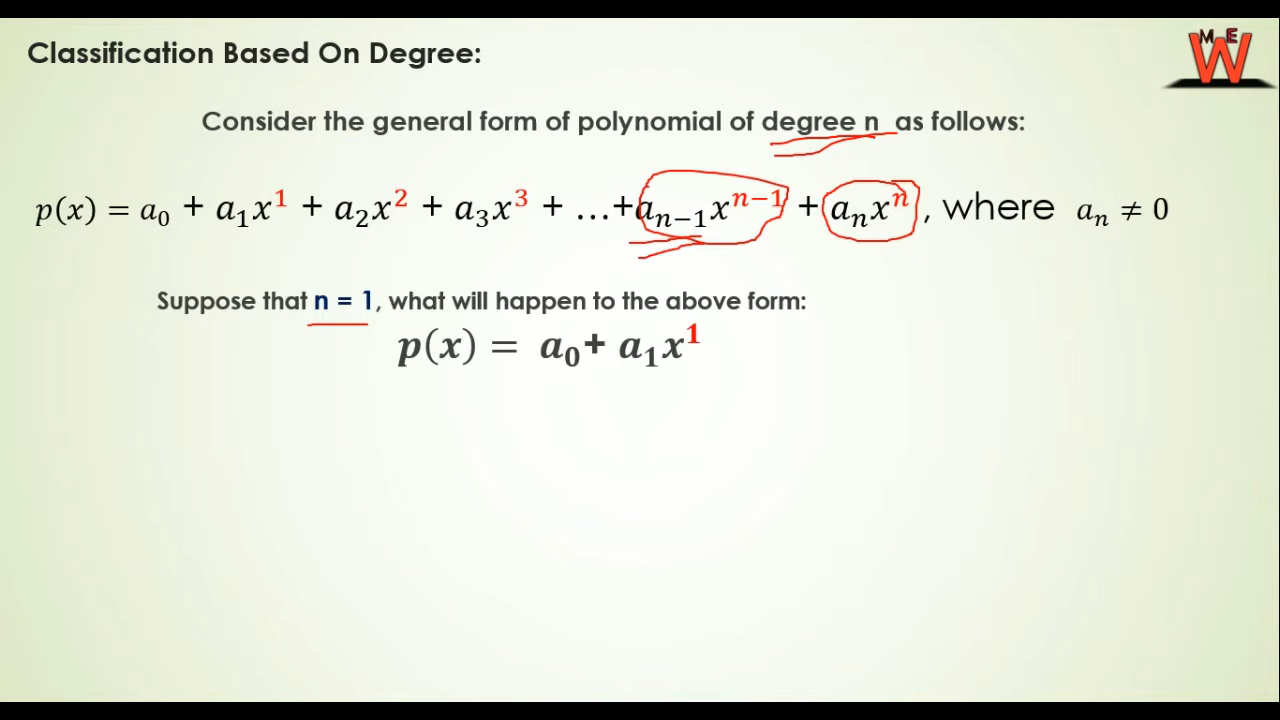 Classification Based On Degree:
M E
W
Consider the general form of polynomial of degree n as follows:
p(x) = a₀ + a₁x¹ + a₂x² + a₃x³ + ...+aₙ₋₁xⁿ⁻¹ + aₙxⁿ , where aₙ ≠ 0
Suppose that n = 1, what will happen to the above form:
p(x) = a₀+ a₁x¹